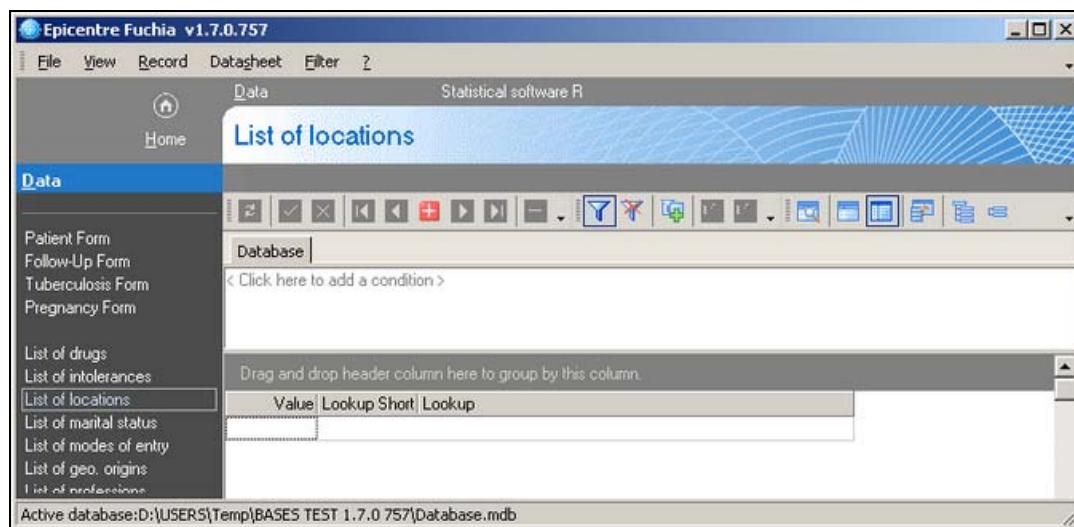 Epicentre Fuchia v1.7.0.757
File View Record Datasheet Filter ?
Data Statistical software R
Home
List of locations
Data
Patient Form
Follow-Up Form
Tuberculosis Form
Pregnancy Form
List of drugs
List of intolerances
List of locations
List of marital status
List of modes of entry
List of geo. origins
List of professions
Database
< Click here to add a condition >
Drag and drop header column here to group by this column.
Value Lookup Short Lookup
Active database:D:\USERS\Temp\BASES TEST 1.7.0 757\Database.mdb